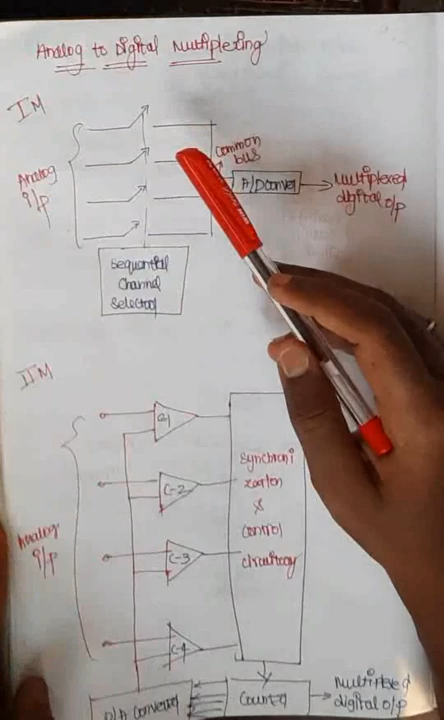 Analog to Digital Multiplexing
I M
Analog
i/p
common
bus
A/D Conver
Multiplexed
digital o/p
Sequential
Channel
Selector
II M
Analog
i/p
C-1
C-2
C-3
C-4
Synchroni
zation
&
Control
Circuitory
D/A Converter
Counter
Multiplexed
digital o/p